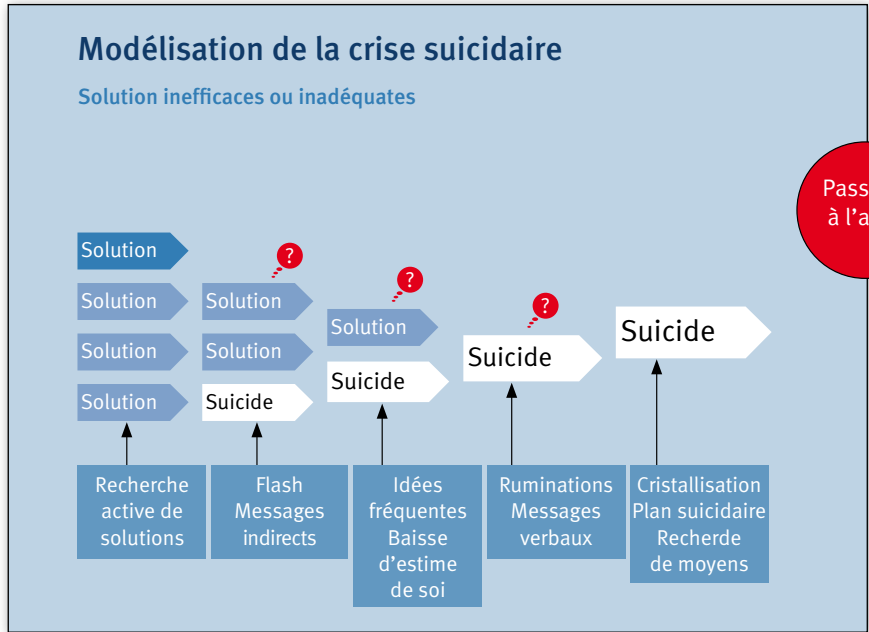 Modélisation de la crise suicidaire
Solution inefficaces ou inadéquates
Pass
à l'a
Solution
?
Solution
Solution
?
Solution
?
Solution
Solution
Suicide
Suicide
Suicide
Solution
Suicide
Recherche
active de
solutions
Flash
Messages
indirects
Idées
fréquentes
Baisse
d'estime
de soi
Ruminations
Messages
verbaux
Cristallisation
Plan suicidaire
Recherde
de moyens